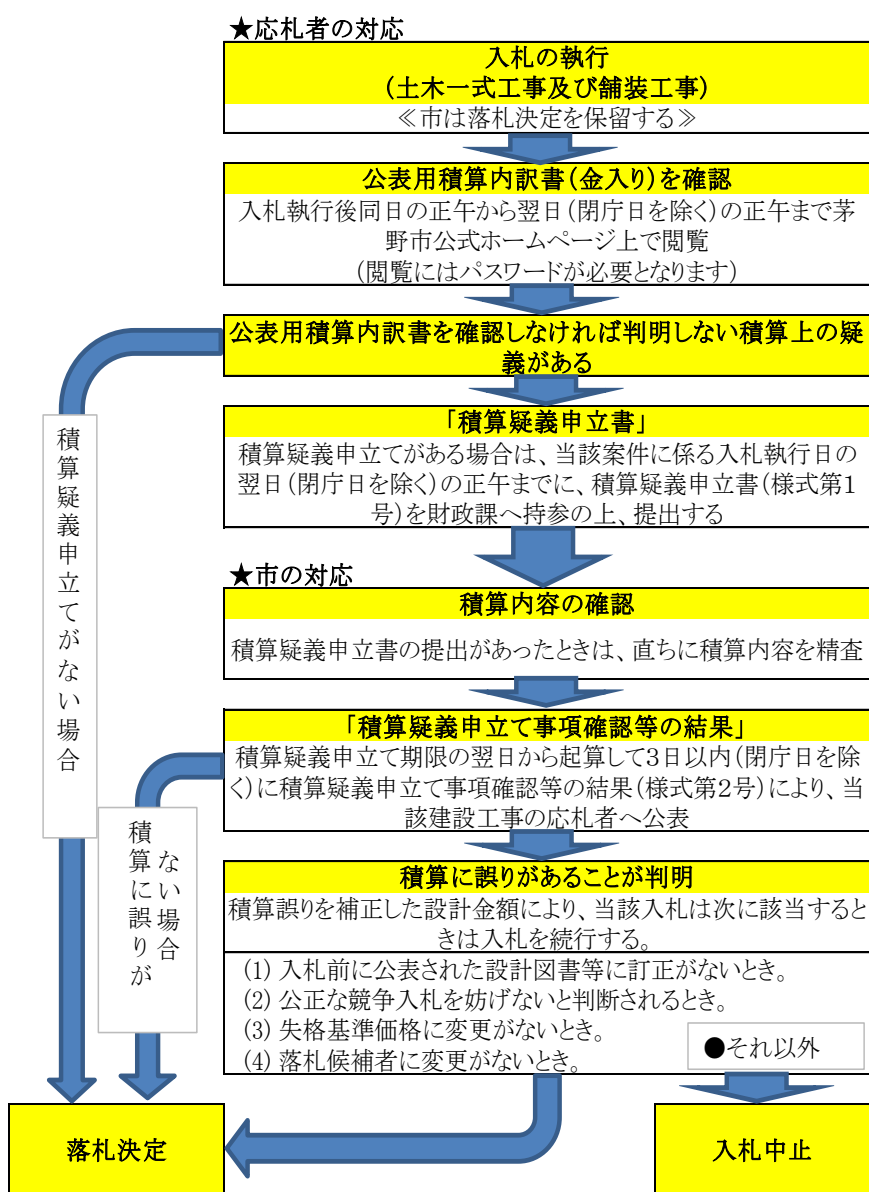 ★応札者の対応
入札の執行
(土木一式工事及び舗装工事)
≪市は落札決定を保留する≫
公表用積算内訳書(金入り)を確認
入札執行後同日の正午から翌日(閉庁日を除く)の正午まで茅
野市公式ホームページ上で閲覧
(閲覧にはパスワードが必要となります)
公表用積算内訳書を確認しなければ判明しない積算上の疑
義がある
「積算疑義申立書」
積算疑義申立てがある場合は、当該案件に係る入札執行日の
翌日(閉庁日を除く)の正午までに、積算疑義申立書(様式第1
号)を財政課へ持参の上、提出する
積算疑義申立てがない場合
★市の対応
積算内容の確認
積算疑義申立書の提出があったときは、直ちに積算内容を精査
「積算疑義申立て事項確認等の結果」
積算疑義申立て期限の翌日から起算して3日以内(閉庁日を除
く)に積算疑義申立て事項確認等の結果(様式第2号)により、当
該建設工事の応札者へ公表
積算に誤りが
ない場合
積算に誤りがあることが判明
積算誤りを補正した設計金額により、当該入札は次に該当すると
きは入札を続行する。
(1) 入札前に公表された設計図書等に訂正がないとき。
(2) 公正な競争入札を妨げないと判断されるとき。
(3) 失格基準価格に変更がないとき。
(4) 落札候補者に変更がないとき。
●それ以外
落札決定
入札中止